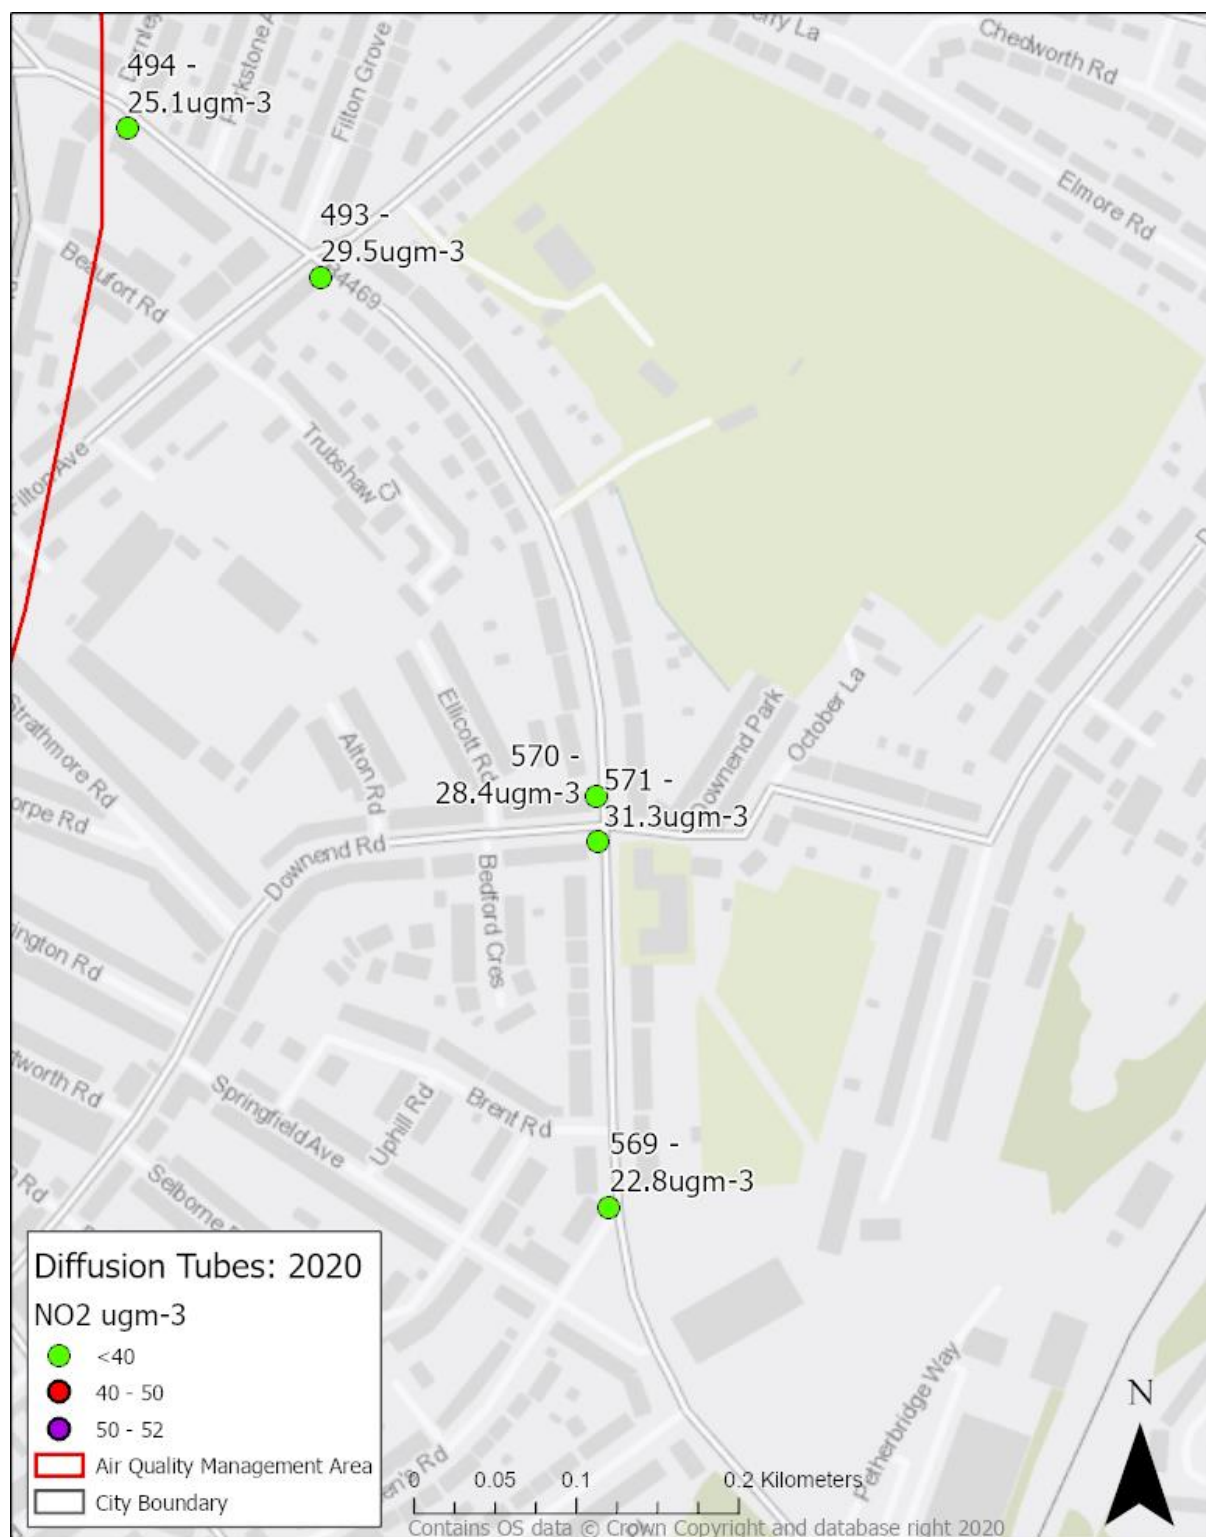 Chedworth Rd
Filton Grove
494 -
25.1ugm-3
Elmore Rd
493 -
29.5ugm-3
B4469
Beaufort Rd
Trubshaw Cl
Filton Ave
Ellicott Rd
Alton Rd
Strathmore Rd
October La
Downend Park
570 -
28.4ugm-3
571 -
31.3ugm-3
Downend Rd
Bedford Cres
Springfield Ave
Uphill Rd
Brent Rd
569 -
22.8ugm-3
Selborne
Petherbridge Way
Diffusion Tubes: 2020
NO2 ugm-3
<40
40 - 50
50 - 52
Air Quality Management Area
City Boundary
0 0.05 0.1 0.2 Kilometers
N
Contains OS data © Crown Copyright and database right 2020